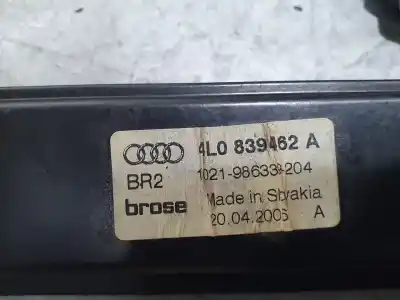 4L0 839462 A
BR2 1021-98633-204
brose Made in Slovakia
20.04.2006 A